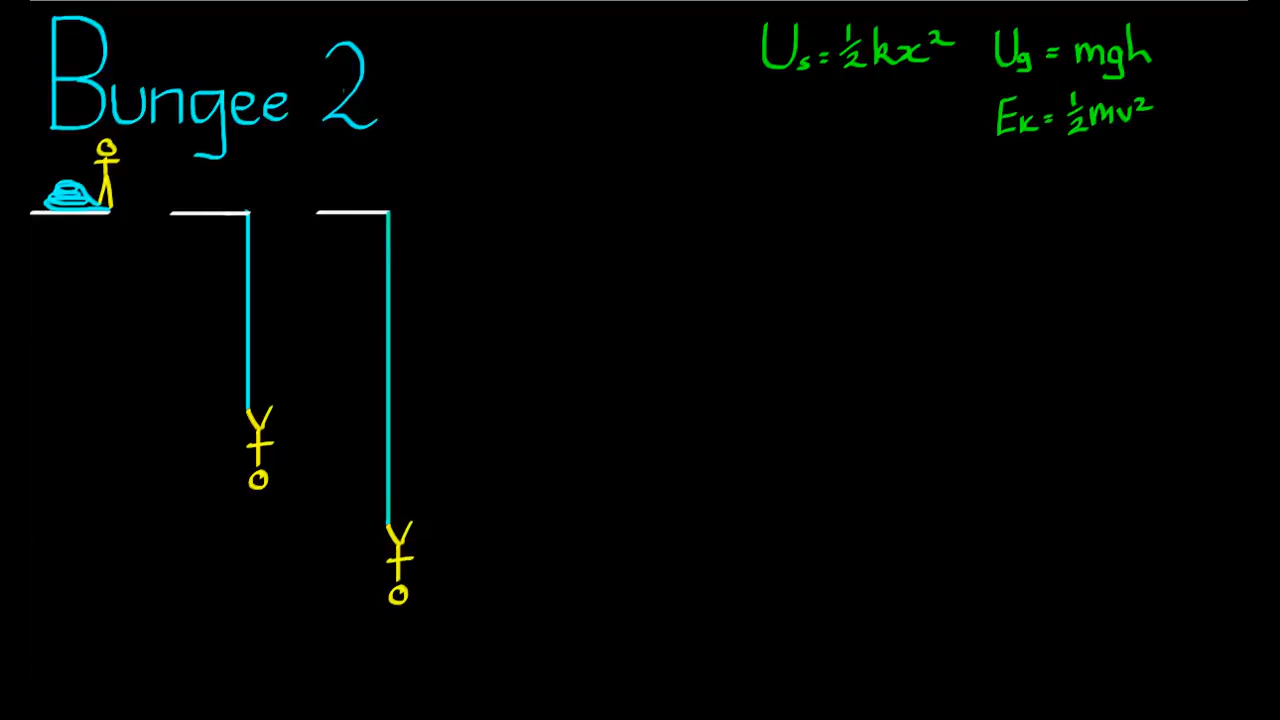 Bungee 2
Us = ½kx² Ug = mgh
EK = ½mv²